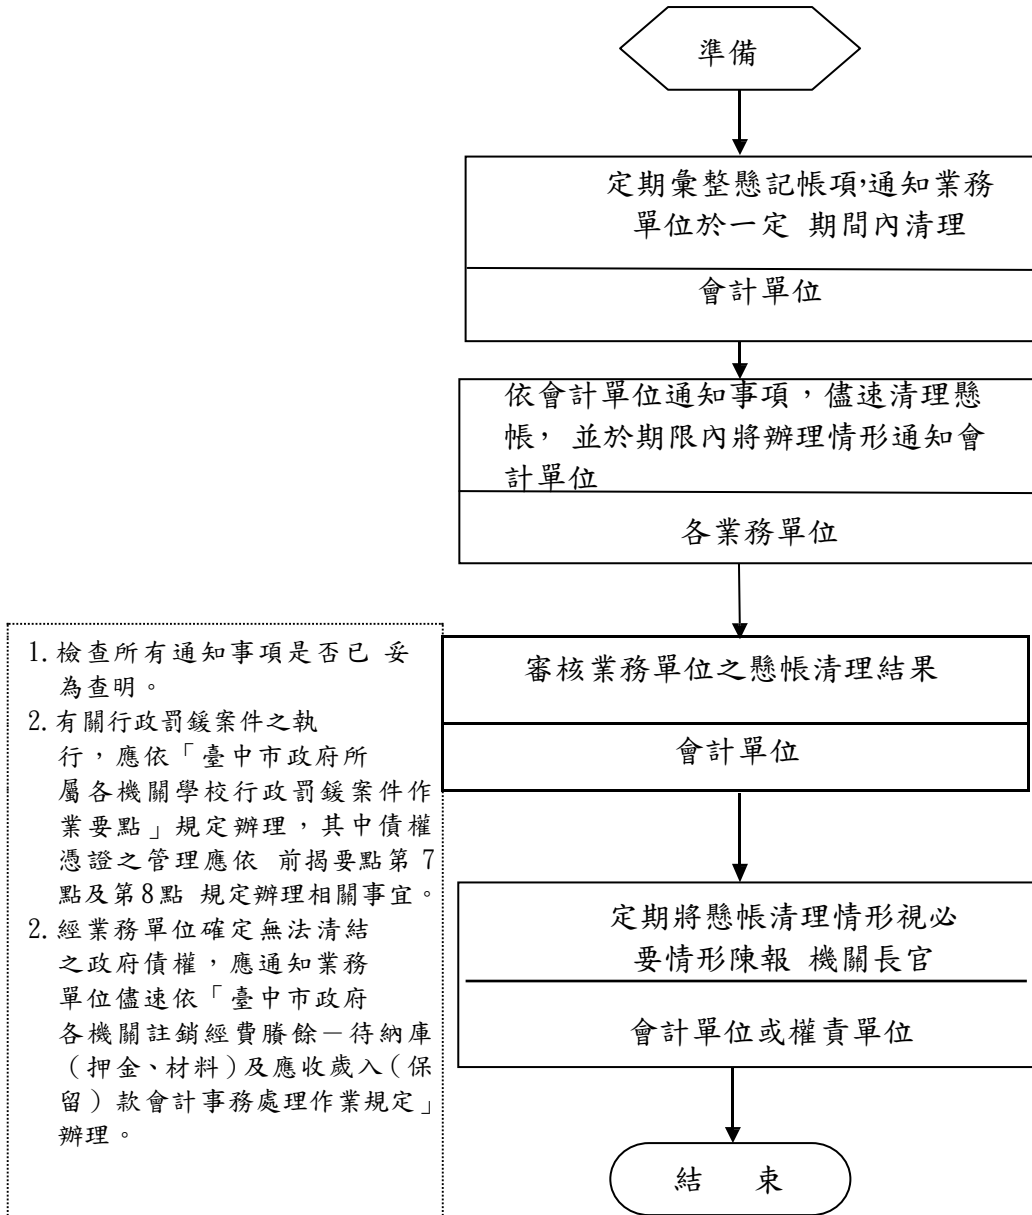 準備
定期彙整懸記帳項,通知業務
單位於一定 期間內清理
會計單位
依會計單位通知事項，儘速清理懸
帳， 並於期限內將辦理情形通知會
計單位
各業務單位
審核業務單位之懸帳清理結果
會計單位
1. 檢查所有通知事項是否已 妥
為查明。
2. 有關行政罰鍰案件之執
行，應依「臺中市政府所
屬各機關學校行政罰鍰案件作
業要點」規定辦理，其中債權
憑證之管理應依 前揭要點第 7
點及第8點 規定辦理相關事宜。
2. 經業務單位確定無法清結
之政府債權，應通知業務
單位儘速依「臺中市政府
各機關註銷經費賸餘－待納庫
（押金、材料）及應收歲入（保
留）款會計事務處理作業規定」
辦理。
定期將懸帳清理情形視必
要情形陳報 機關長官
會計單位或權責單位
結 束